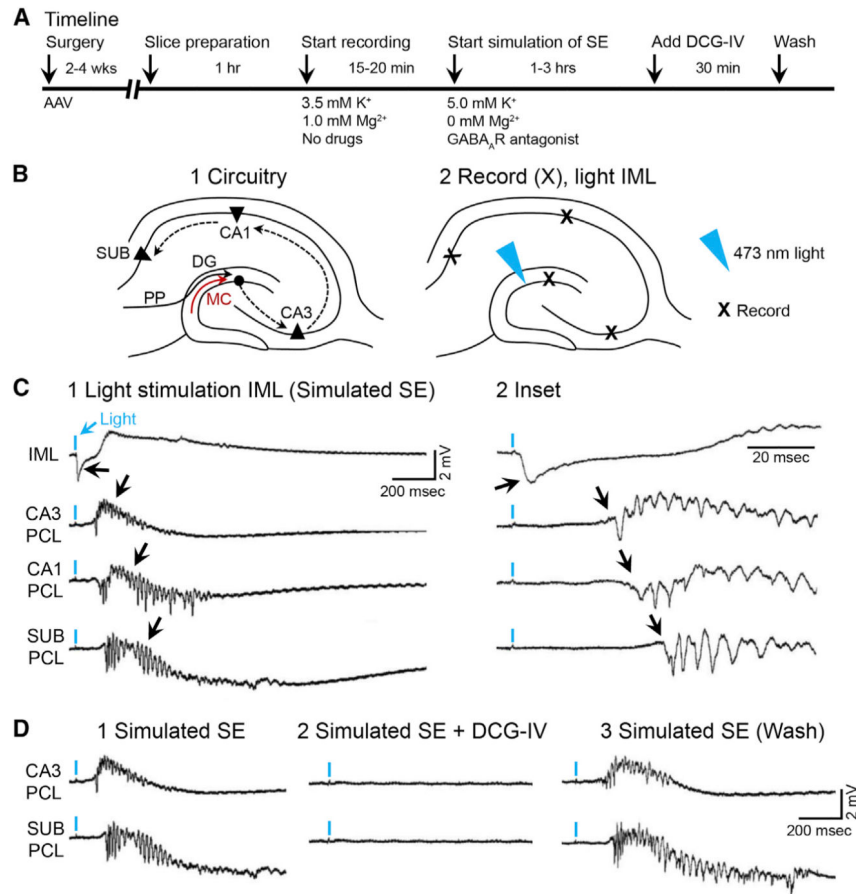 A Timeline
Surgery Slice preparation Start recording Start simulation of SE Add DCG-IV Wash
2-4 wks 1 hr 15-20 min 1-3 hrs 30 min
AAV 3.5 mM K⁺ 5.0 mM K⁺
1.0 mM Mg²⁺ 0 mM Mg²⁺
No drugs GABA_AR antagonist
B 1 Circuitry 2 Record (X), light IML
SUB CA1 DG PP MC CA3
X X X X
473 nm light
X Record
C 1 Light stimulation IML (Simulated SE) 2 Inset
Light
IML
2 mV
200 msec
20 msec
CA3
PCL
CA1
PCL
SUB
PCL
D 1 Simulated SE 2 Simulated SE + DCG-IV 3 Simulated SE (Wash)
CA3
PCL
SUB
PCL
2 mV
200 msec